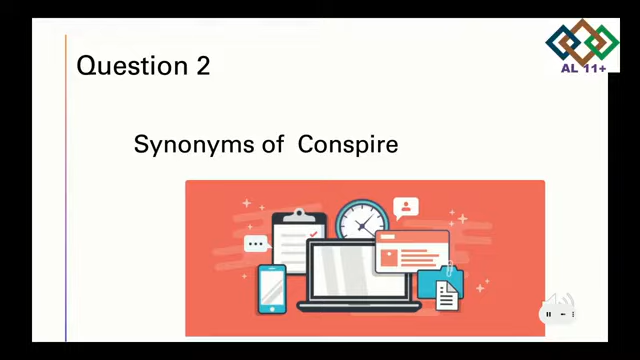 Question 2
AL 11+
Synonyms of Conspire